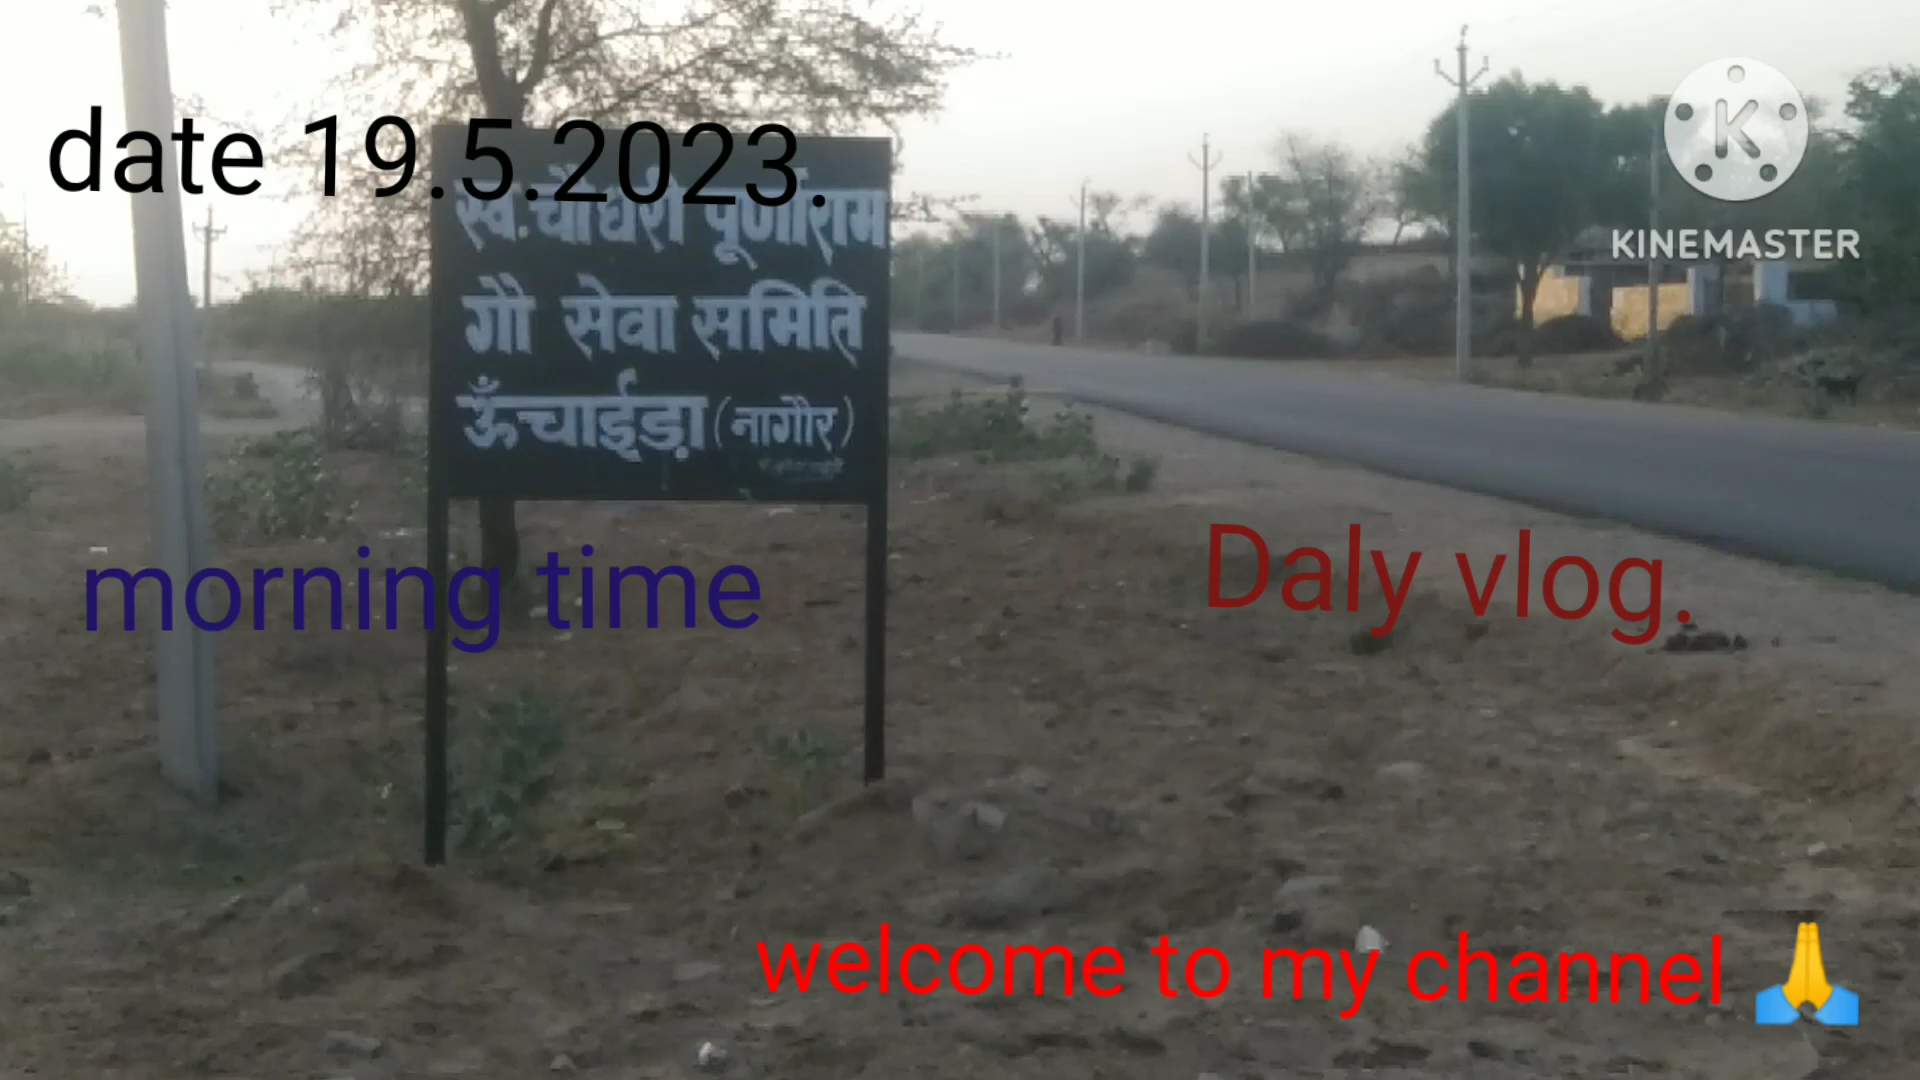 date 19.5.2023.
स्व. चौधरी पूर्णाराम
गौ सेवा समिति
ऊँचाईड़ा (नागौर)
morning time
Daly vlog.
welcome to my channel 🙏
K
KINEMASTER